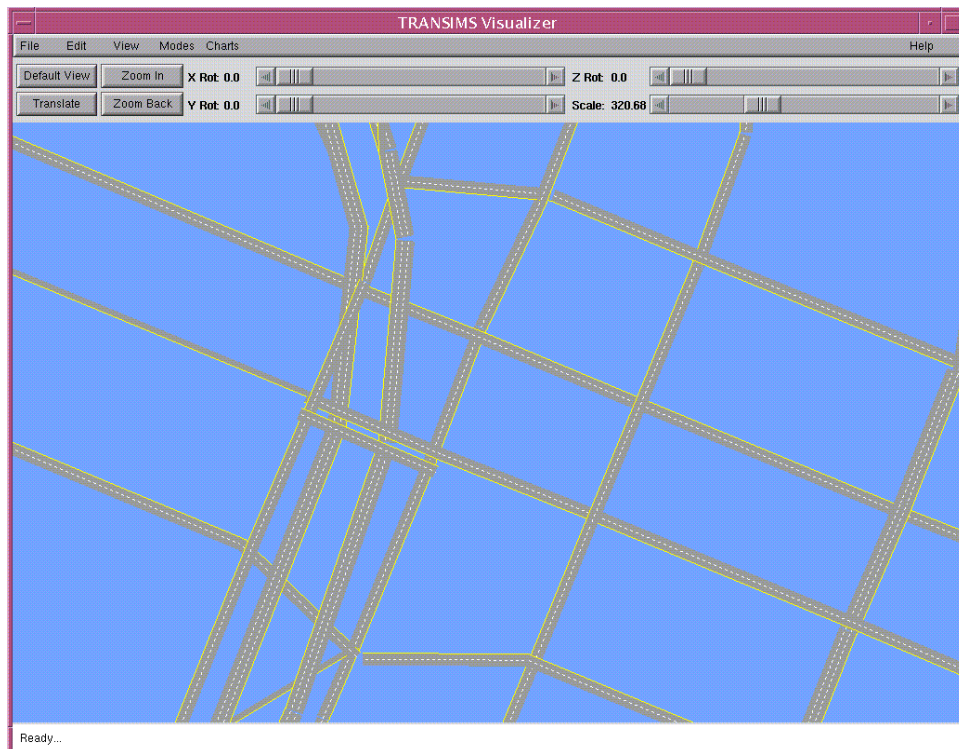 TRANSIMS Visualizer
File Edit View Modes Charts Help
Default View Zoom In X Rot: 0.0 Z Rot: 0.0
Translate Zoom Back Y Rot: 0.0 Scale: 320.68
Ready...